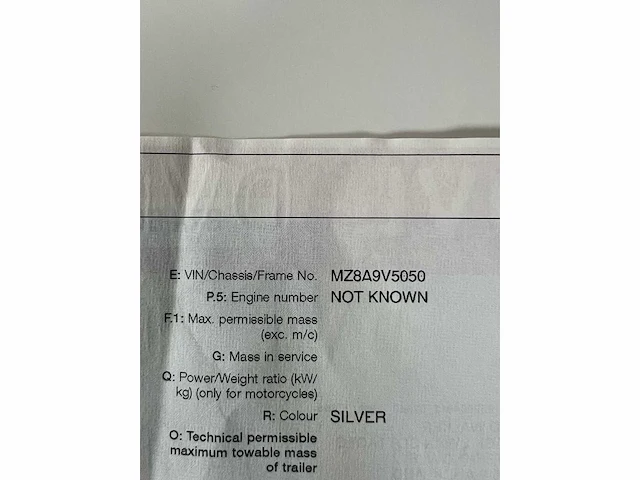 E: VIN/Chassis/Frame No. MZ8A9V5050
P.5: Engine number NOT KNOWN
F.1: Max. permissible mass
(exc. m/c)
G: Mass in service
Q: Power/Weight ratio (kW/
kg) (only for motorcycles)
R: Colour SILVER
O: Technical permissible
maximum towable mass
of trailer